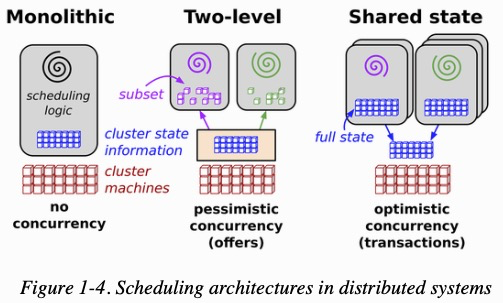 Monolithic
Two-level
Shared state
scheduling
logic
subset
cluster state
information
full state
cluster
machines
no
concurrency
pessimistic
concurrency
(offers)
optimistic
concurrency
(transactions)
Figure 1-4. Scheduling architectures in distributed systems